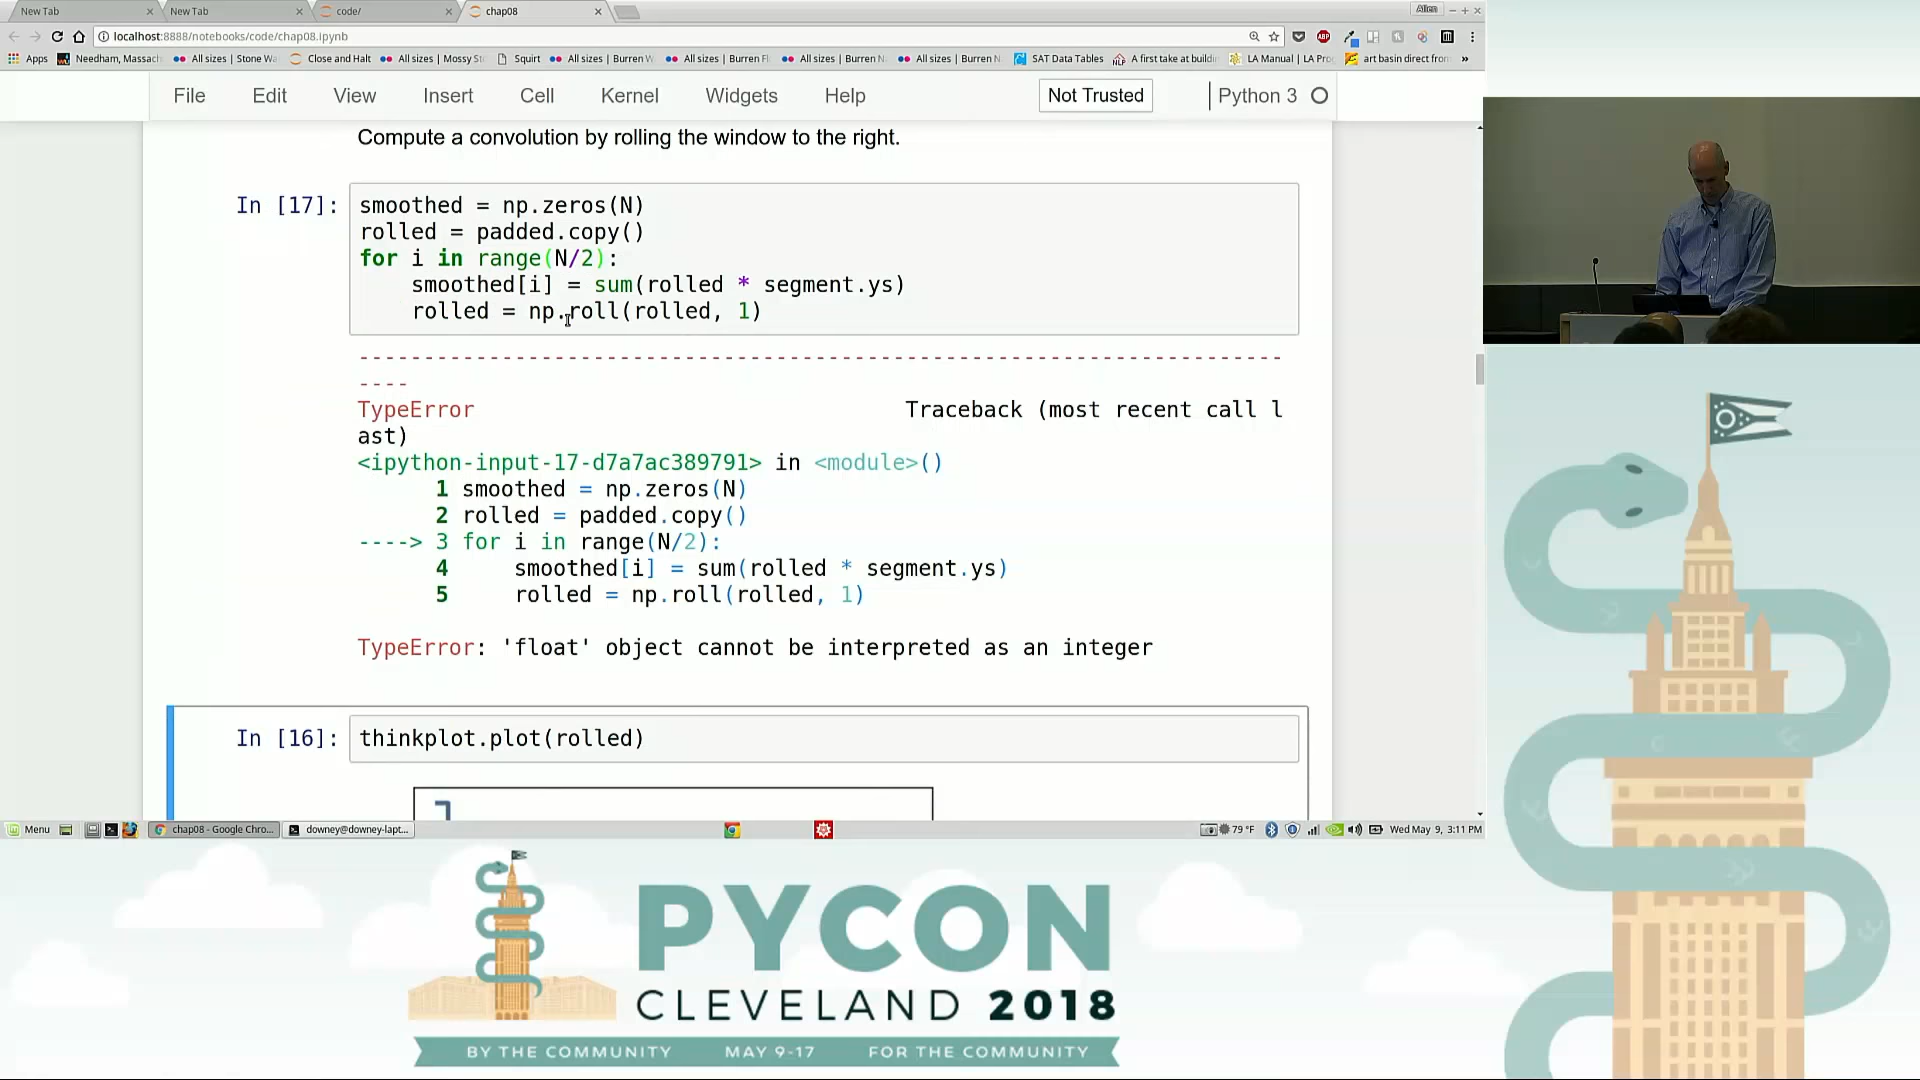 New Tab
New Tab
code/
chap08
Allen
localhost:8888/notebooks/code/chap08.ipynb
Apps
Needham, Massach
All sizes | Stone Wa
Close and Halt
All sizes | Mossy St
Squirt
All sizes | Burren W
All sizes | Burren Fl
All sizes | Burren N
All sizes | Burren N
SAT Data Tables
A first take at buildi
LA Manual | LA Pro
art basin direct from
»
File
Edit
View
Insert
Cell
Kernel
Widgets
Help
Not Trusted
Python 3
Compute a convolution by rolling the window to the right.
In [17]:
smoothed = np.zeros(N)
rolled = padded.copy()
for i in range(N/2):
    smoothed[i] = sum(rolled * segment.ys)
    rolled = np.roll(rolled, 1)
---------------------------------------------------------------------------
----
TypeError                                 Traceback (most recent call l
ast)
<ipython-input-17-d7a7ac389791> in <module>()
      1 smoothed = np.zeros(N)
      2 rolled = padded.copy()
----> 3 for i in range(N/2):
      4     smoothed[i] = sum(rolled * segment.ys)
      5     rolled = np.roll(rolled, 1)
TypeError: 'float' object cannot be interpreted as an integer
In [16]:
thinkplot.plot(rolled)
Menu
chap08 - Google Chro...
downey@downey-lapt...
79 °F
Wed May 9, 3:11 PM
PYCON
CLEVELAND 2018
BY THE COMMUNITY
MAY 9-17
FOR THE COMMUNITY